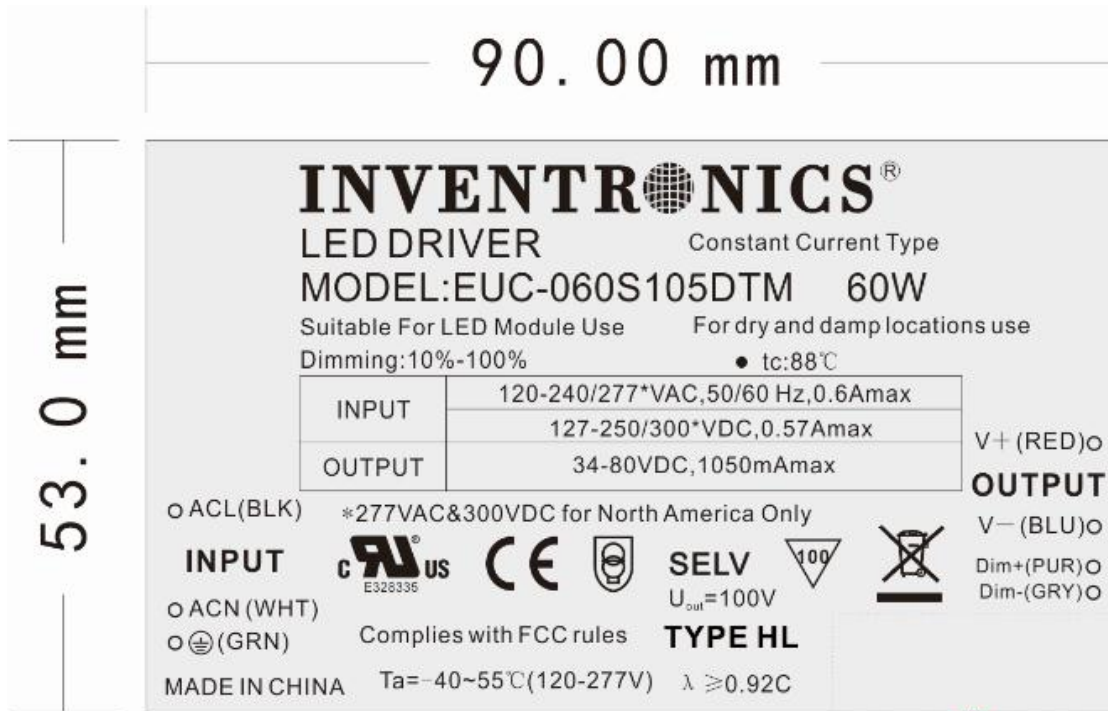 90.00 mm
53.0 mm
INVENTRONICS®
LED DRIVER Constant Current Type
MODEL:EUC-060S105DTM 60W
Suitable For LED Module Use For dry and damp locations use
Dimming:10%-100% ● tc:88℃
INPUT 120-240/277*VAC,50/60 Hz,0.6Amax
127-250/300*VDC,0.57Amax
OUTPUT 34-80VDC,1050mAmax
V+(RED)
OUTPUT
V-(BLU)
Dim+(PUR)
Dim-(GRY)
ACL(BLK)
INPUT
ACN(WHT)
(GRN)
*277VAC&300VDC for North America Only
c RU® US
E328335
CE
SELV
Uout=100V
100
Complies with FCC rules TYPE HL
MADE IN CHINA Ta=-40~55℃(120-277V) λ≥0.92C